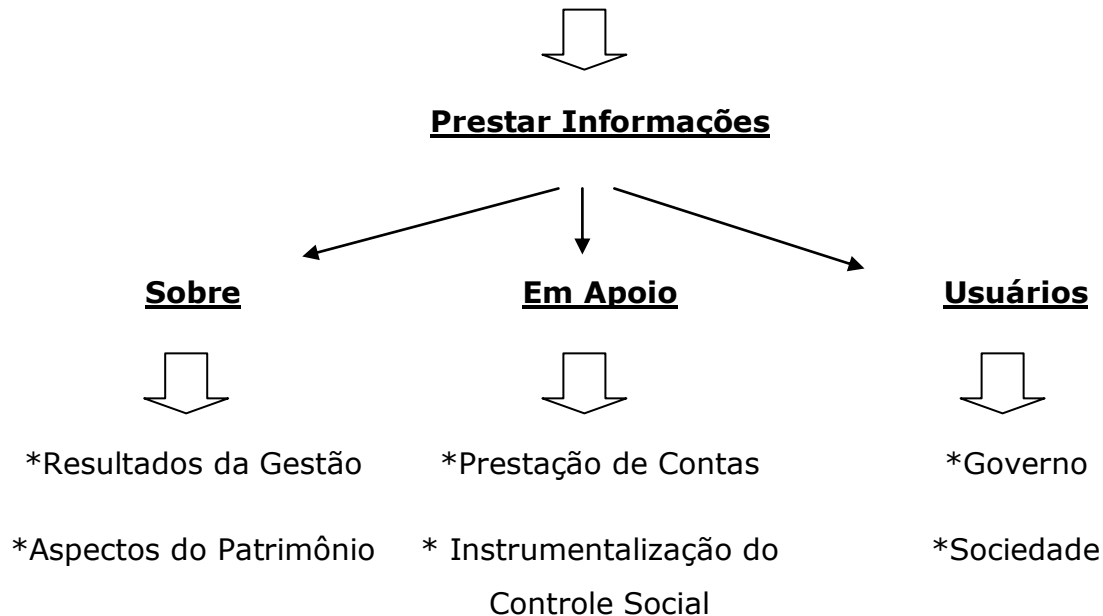 Prestar Informações
Sobre
Em Apoio
Usuários
*Resultados da Gestão
*Prestação de Contas
*Governo
*Aspectos do Patrimônio
* Instrumentalização do
Controle Social
*Sociedade